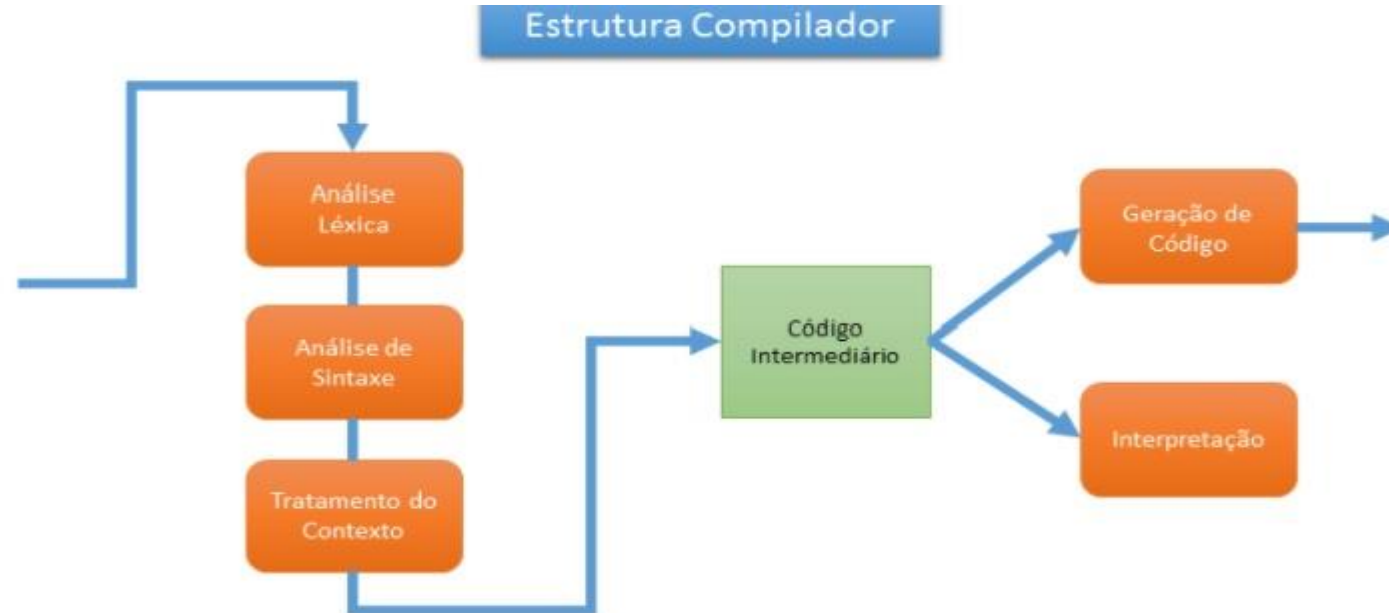 Estrutura Compilador
Análise
Léxica
Análise de
Sintaxe
Tratamento do
Contexto
Código
Intermediário
Geração de
Código
Interpretação